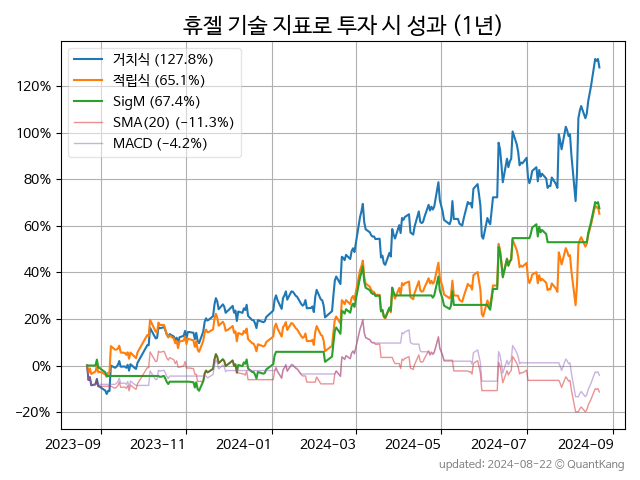 휴젤 기술 지표로 투자 시 성과 (1년)
거치식 (127.8%)
적립식 (65.1%)
SigM (67.4%)
SMA(20) (−11.3%)
MACD (−4.2%)
120%
100%
80%
60%
40%
20%
0%
−20%
2023-09 2023-11 2024-01 2024-03 2024-05 2024-07 2024-09
updated: 2024-08-22 ⓒ QuantKang